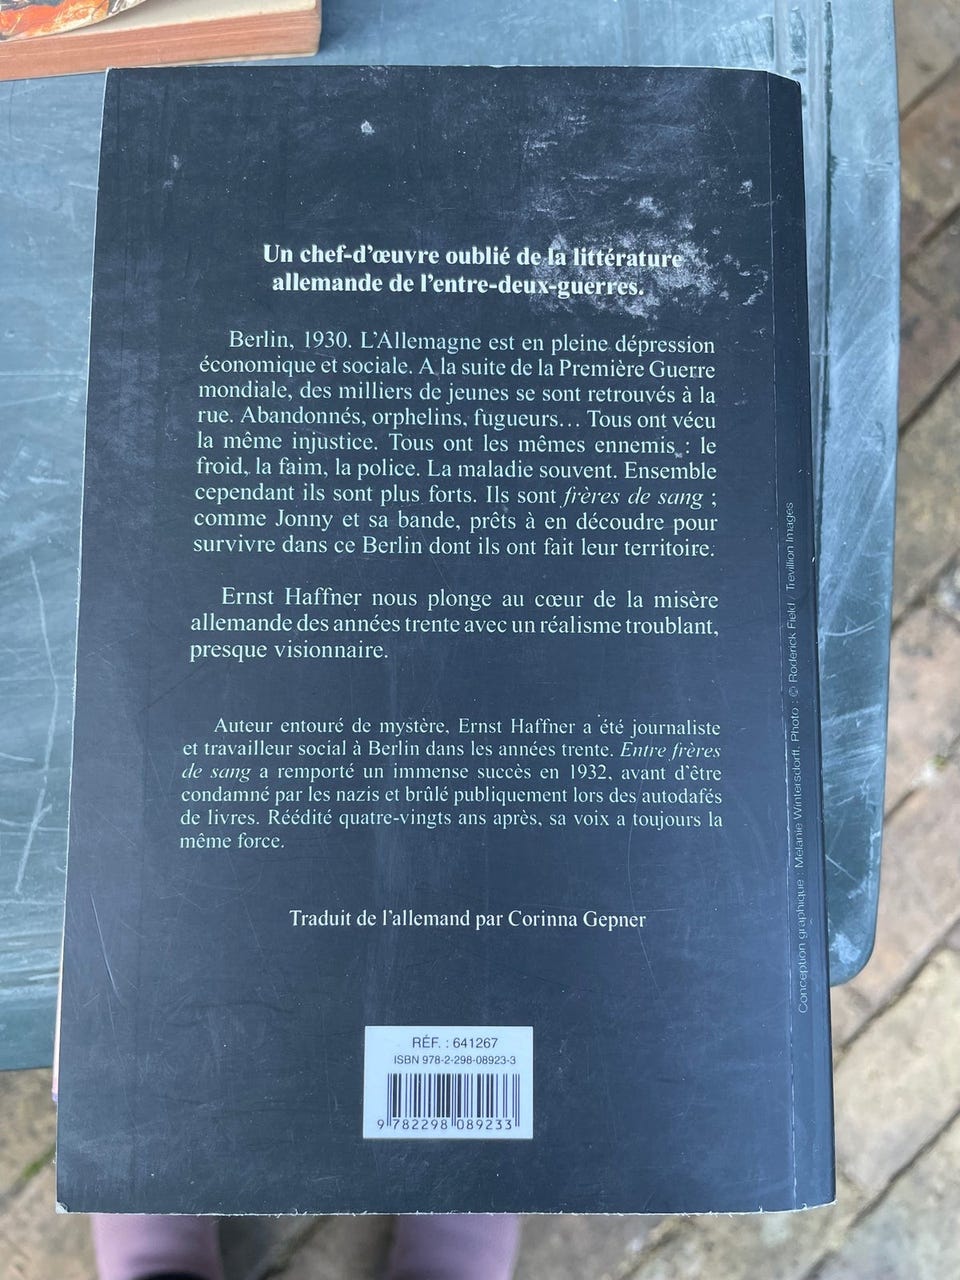 Un chef-d'œuvre oublié de la littérature
allemande de l'entre-deux-guerres.
Berlin, 1930. L'Allemagne est en pleine dépression
économique et sociale. A la suite de la Première Guerre
mondiale, des milliers de jeunes se sont retrouvés à la
rue. Abandonnés, orphelins, fugueurs… Tous ont vécu
la même injustice. Tous ont les mêmes ennemis : le
froid, la faim, la police. La maladie souvent. Ensemble
cependant ils sont plus forts. Ils sont frères de sang ;
comme Jonny et sa bande, prêts à en découdre pour
survivre dans ce Berlin dont ils ont fait leur territoire.
Ernst Haffner nous plonge au cœur de la misère
allemande des années trente avec un réalisme troublant,
presque visionnaire.
Auteur entouré de mystère, Ernst Haffner a été journaliste
et travailleur social à Berlin dans les années trente. Entre frères
de sang a remporté un immense succès en 1932, avant d'être
condamné par les nazis et brûlé publiquement lors des autodafés
de livres. Réédité quatre-vingts ans après, sa voix a toujours la
même force.
Traduit de l'allemand par Corinna Gepner
RÉF. : 641267
ISBN 978-2-298-08923-3
9 782298 089233
Conception graphique : Mélanie Wintersdorff. Photo : © Roderick Field / Trevillion Images